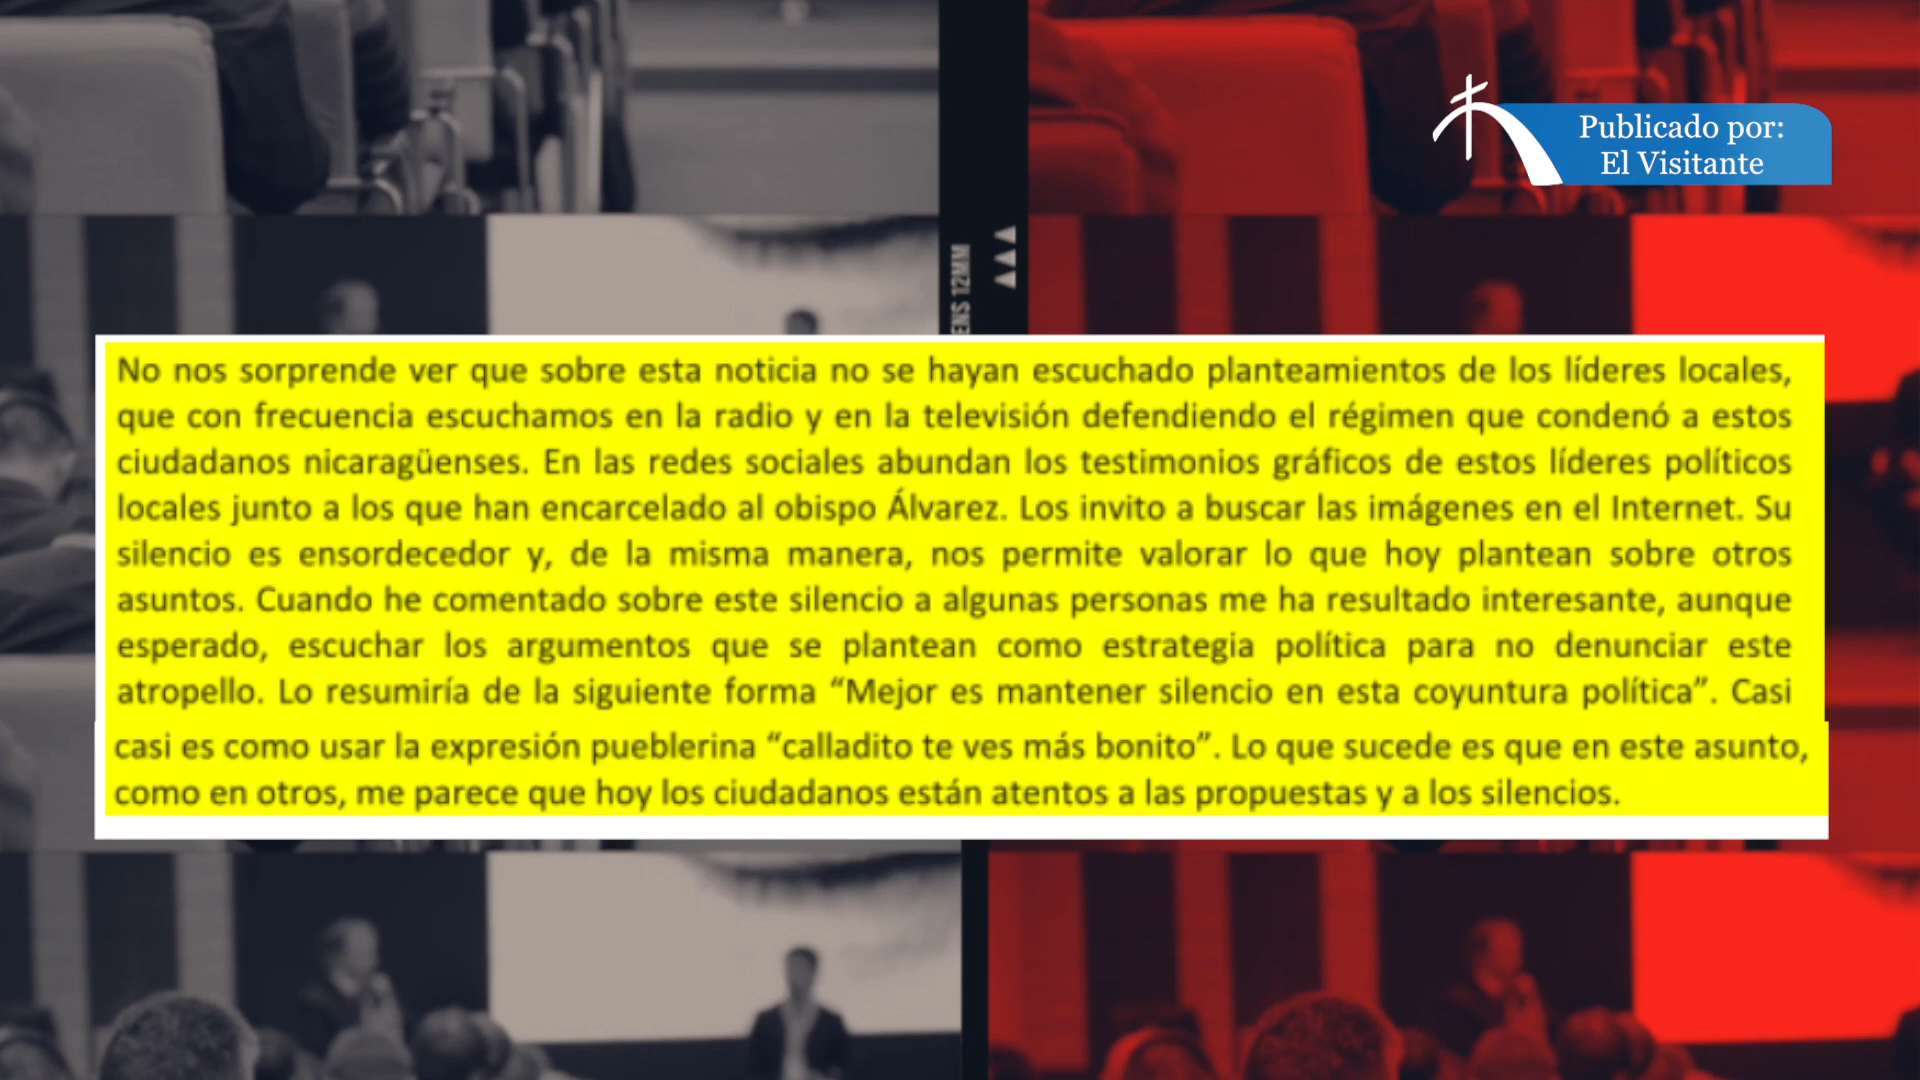 Publicado por:
El Visitante
ENS 12MM
No nos sorprende ver que sobre esta noticia no se hayan escuchado planteamientos de los líderes locales,
que con frecuencia escuchamos en la radio y en la televisión defendiendo el régimen que condenó a estos
ciudadanos nicaragüenses. En las redes sociales abundan los testimonios gráficos de estos líderes políticos
locales junto a los que han encarcelado al obispo Álvarez. Los invito a buscar las imágenes en el Internet. Su
silencio es ensordecedor y, de la misma manera, nos permite valorar lo que hoy plantean sobre otros
asuntos. Cuando he comentado sobre este silencio a algunas personas me ha resultado interesante, aunque
esperado, escuchar los argumentos que se plantean como estrategia política para no denunciar este
atropello. Lo resumiría de la siguiente forma “Mejor es mantener silencio en esta coyuntura política”. Casi
casi es como usar la expresión pueblerina “calladito te ves más bonito”. Lo que sucede es que en este asunto,
como en otros, me parece que hoy los ciudadanos están atentos a las propuestas y a los silencios.